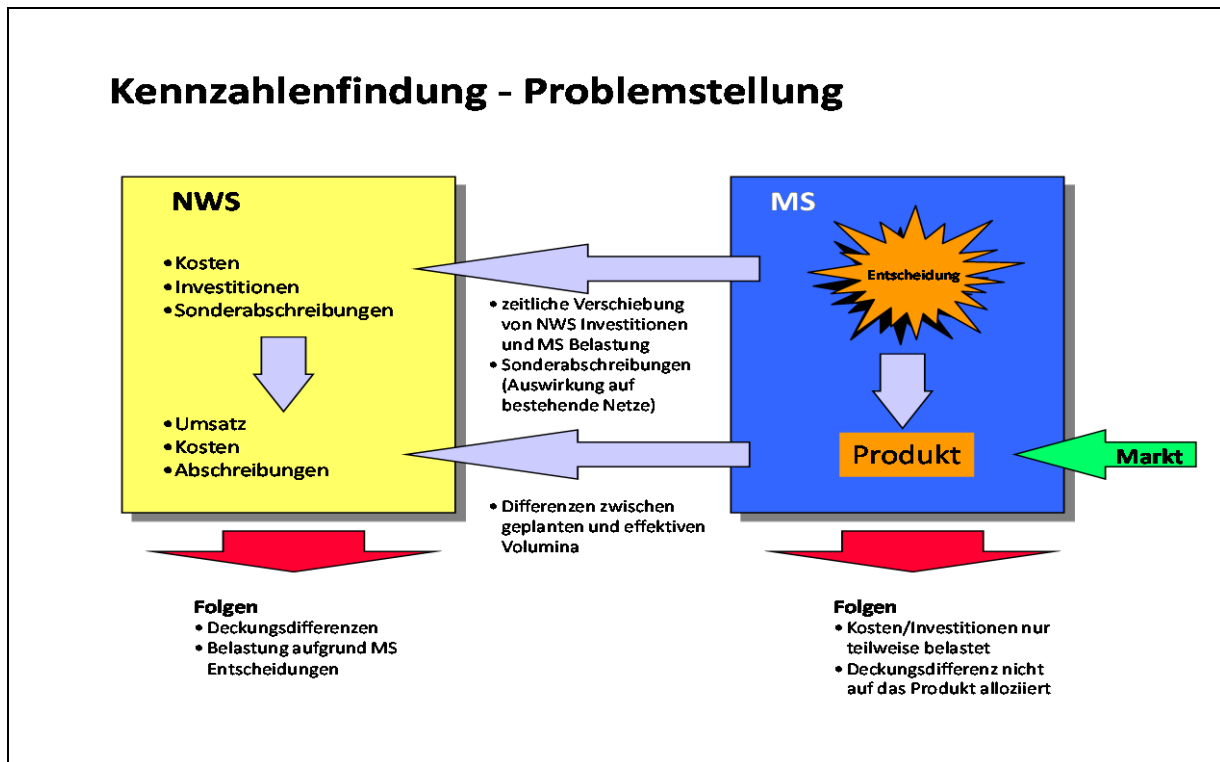 Kennzahlenfindung - Problemstellung
NWS
• Kosten
• Investitionen
• Sonderabschreibungen
• Umsatz
• Kosten
• Abschreibungen
• zeitliche Verschiebung
von NWS Investitionen
und MS Belastung
• Sonderabschreibungen
(Auswirkung auf
bestehende Netze)
• Differenzen zwischen
geplanten und effektiven
Volumina
MS
Entscheidung
Produkt
Markt
Folgen
• Deckungsdifferenzen
• Belastung aufgrund MS
Entscheidungen
Folgen
• Kosten/Investitionen nur
teilweise belastet
• Deckungsdifferenz nicht
auf das Produkt alloziiert